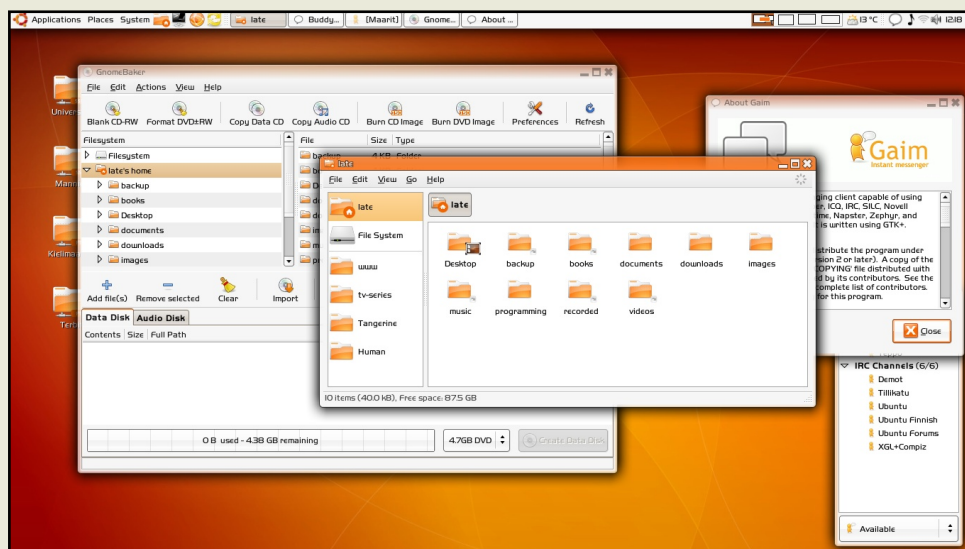 Applications Places System late Buddy... [Maarit] Gnome... About ... 13 °C 12:18
GnomeBaker
File Edit Actions View Help
Blank CD-RW Format DVD±RW Copy Data CD Copy Audio CD Burn CD Image Burn DVD Image Preferences Refresh
Filesystem
File Size Type
Filesystem
backup 4 KB Folder
late's home
backup
books
Desktop
documents
downloads
images
Add file(s) Remove selected Clear Import
Data Disk Audio Disk
Contents Size Full Path
0 B used - 4.38 GB remaining
4.7GB DVD
Create Data Disk
late
File Edit View Go Help
late
File System
www
tv-series
Tangerine
Human
late
Desktop backup books documents downloads images
music programming recorded videos
10 items (40.0 kB), Free space: 87.5 GB
About Gaim
Gaim
Instant messenger
ging client capable of using
ICQ, IRC, SILC, Novell
Napster, Zephyr, and
is written using GTK+.
stribute the program under
sion 2 or later). A copy of the
COPYING' file distributed with
d by its contributors. See the
complete list of contributors.
for this program.
Close
IRC Channels (6/6)
Demot
Tillikatu
Ubuntu
Ubuntu Finnish
Ubuntu Forums
XGL+Compiz
Available